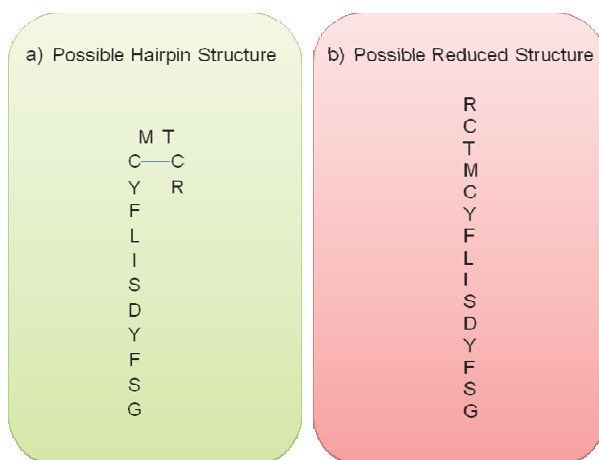 a) Possible Hairpin Structure
M T
C—C
Y R
F
L
I
S
D
Y
F
S
G
b) Possible Reduced Structure
R
C
T
M
C
Y
F
L
I
S
D
Y
F
S
G